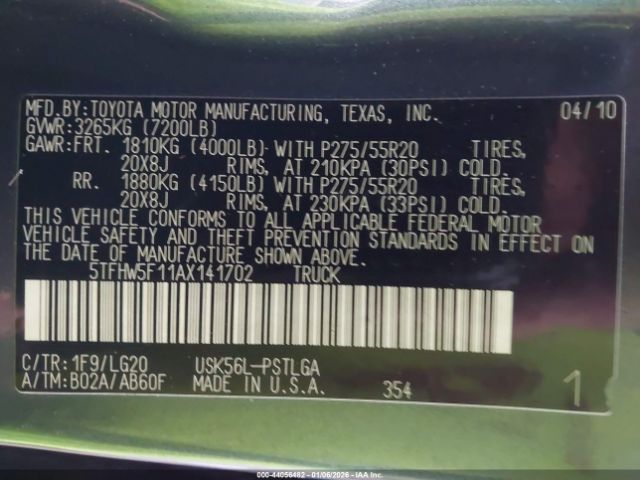 MFD.BY:TOYOTA MOTOR MANUFACTURING, TEXAS, INC. 04/10
GVWR:3265KG (7200LB)
GAWR:FRT. 1810KG (4000LB) WITH P275/55R20 TIRES,
20X8J RIMS, AT 210KPA (30PSI) COLD.
RR. 1880KG (4150LB) WITH P275/55R20 TIRES,
20X8J RIMS, AT 230KPA (33PSI) COLD.
THIS VEHICLE CONFORMS TO ALL APPLICABLE FEDERAL MOTOR
VEHICLE SAFETY AND THEFT PREVENTION STANDARDS IN EFFECT ON
THE DATE OF MANUFACTURE SHOWN ABOVE.
5TFHW5F11AX141702 TRUCK
C/TR:1F9/LG20 USK56L-PSTLGA
A/TM:B02A/AB60F MADE IN U.S.A. 354 1
000-44056482 - 01/06/2026 - IAAI.COM